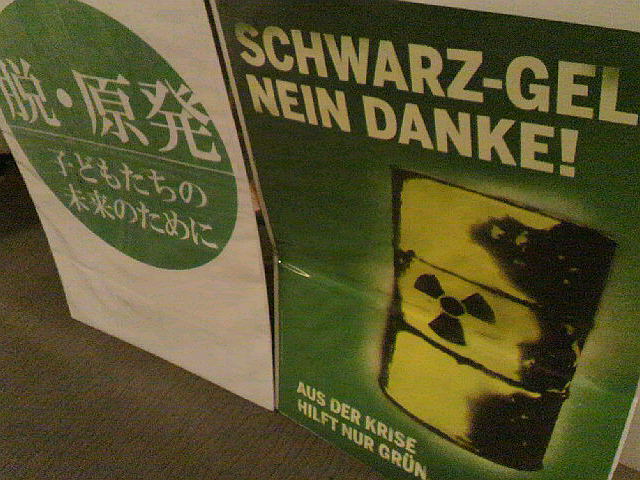 脱・原発
子どもたちの
未来のために
SCHWARZ-GEL
NEIN DANKE!
AUS DER KRISE
HILFT NUR GRÜN